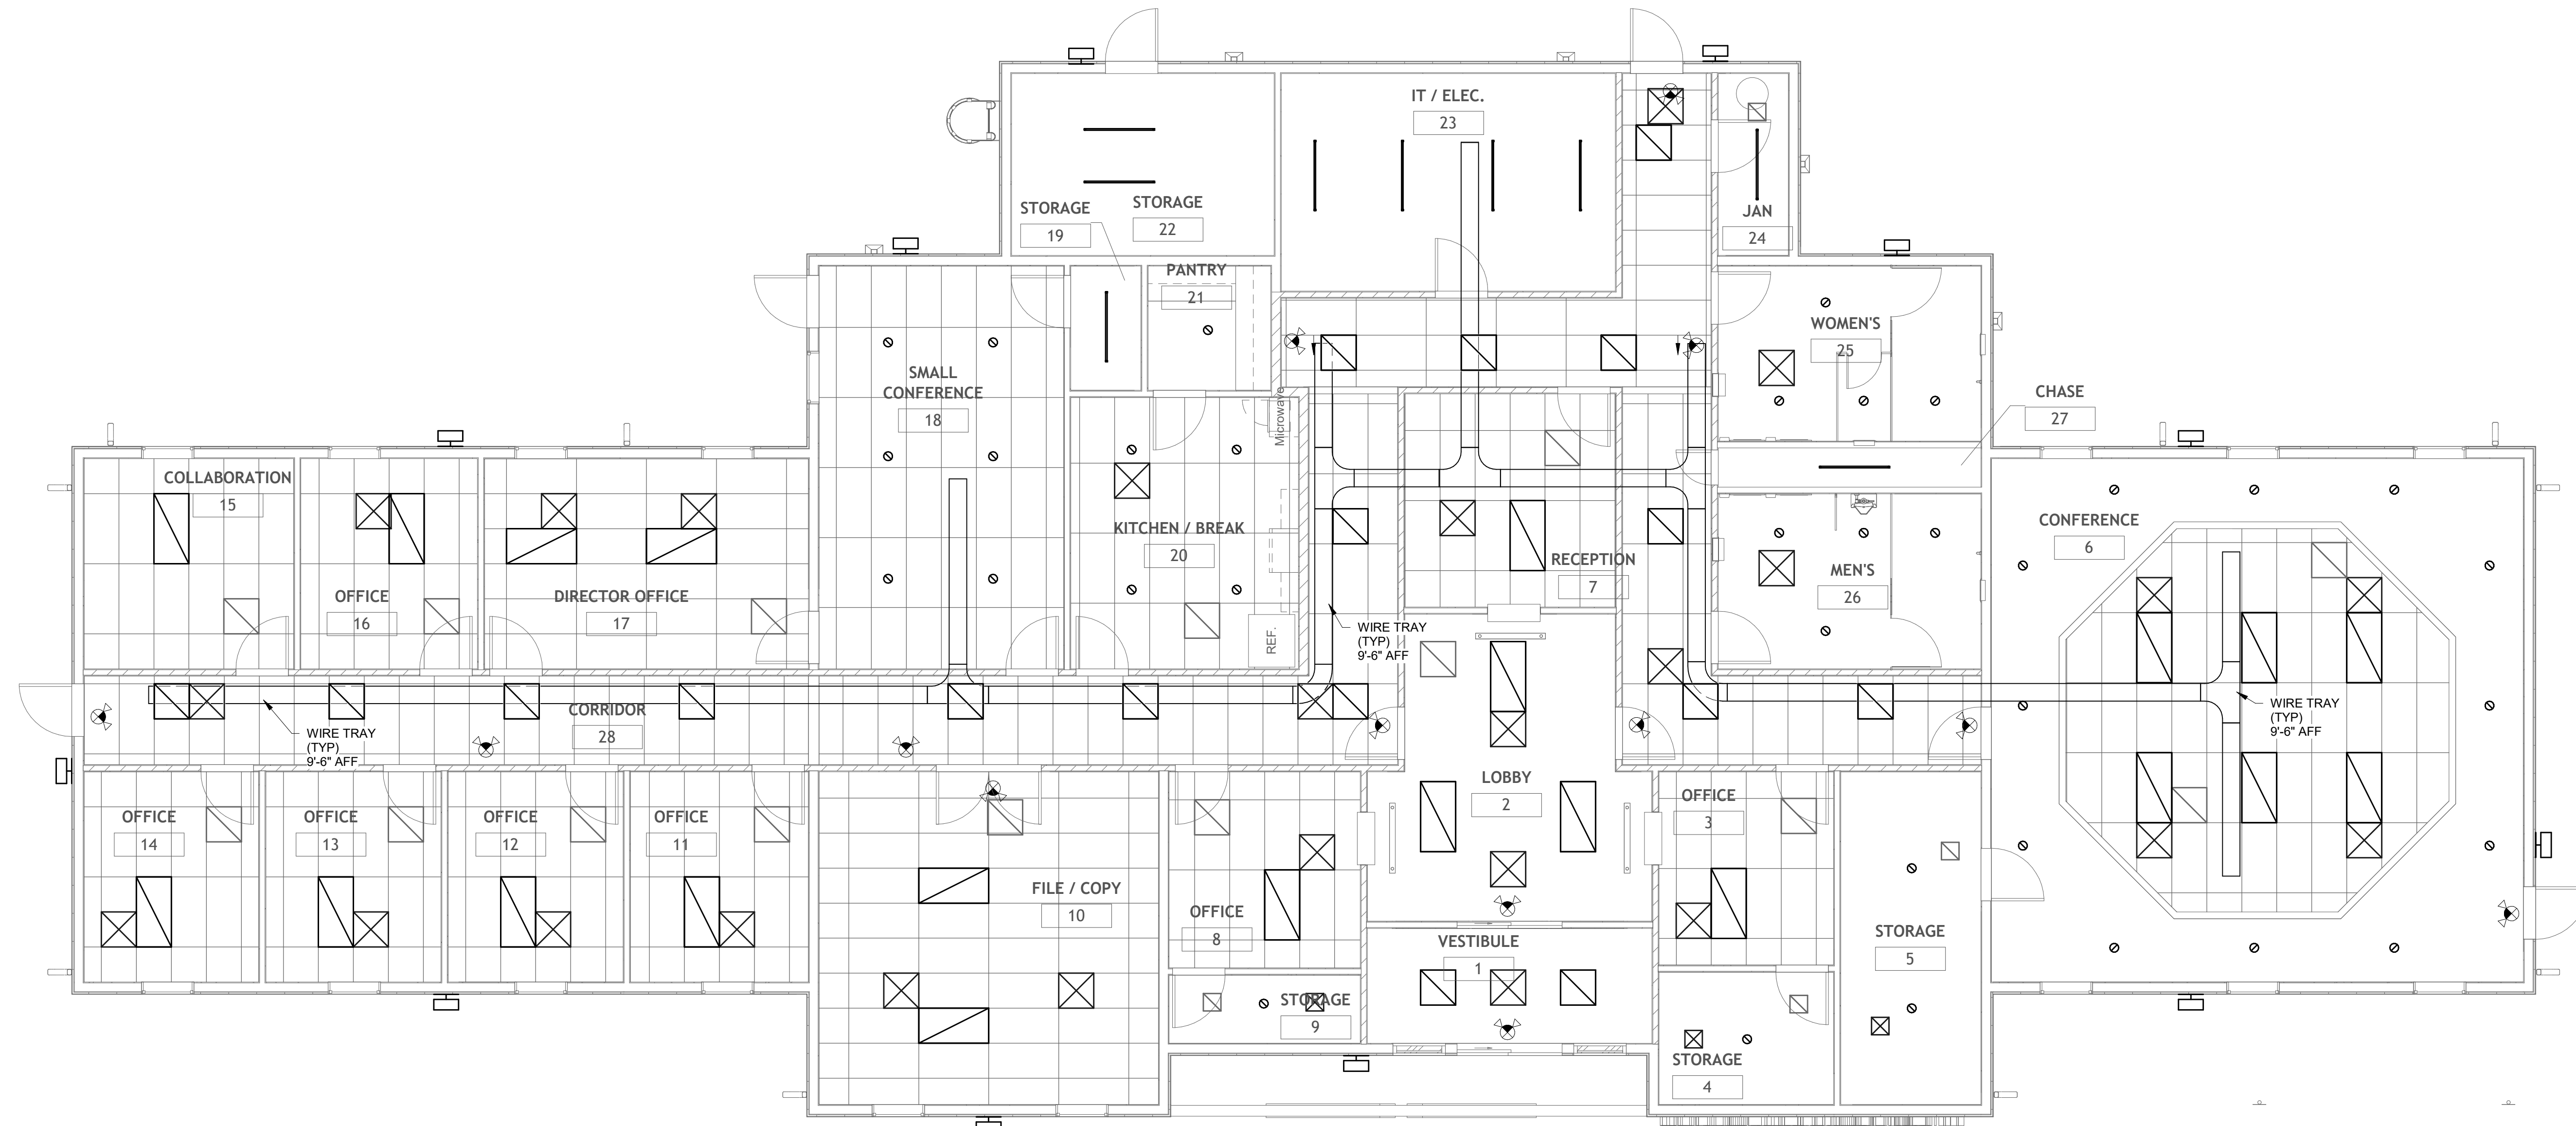 IT / ELEC.
23
STORAGE
19
STORAGE
22
JAN
24
PANTRY
21
WOMEN'S
25
SMALL
CONFERENCE
18
Microwave
CHASE
27
COLLABORATION
15
OFFICE
16
DIRECTOR OFFICE
17
KITCHEN / BREAK
20
REF.
RECEPTION
7
MEN'S
26
CONFERENCE
6
WIRE TRAY
(TYP)
9'-6" AFF
WIRE TRAY
(TYP)
9'-6" AFF
CORRIDOR
28
WIRE TRAY
(TYP)
9'-6" AFF
OFFICE
14
OFFICE
13
OFFICE
12
OFFICE
11
LOBBY
2
OFFICE
3
FILE / COPY
10
OFFICE
8
VESTIBULE
1
STORAGE
5
STORAGE
9
STORAGE
4